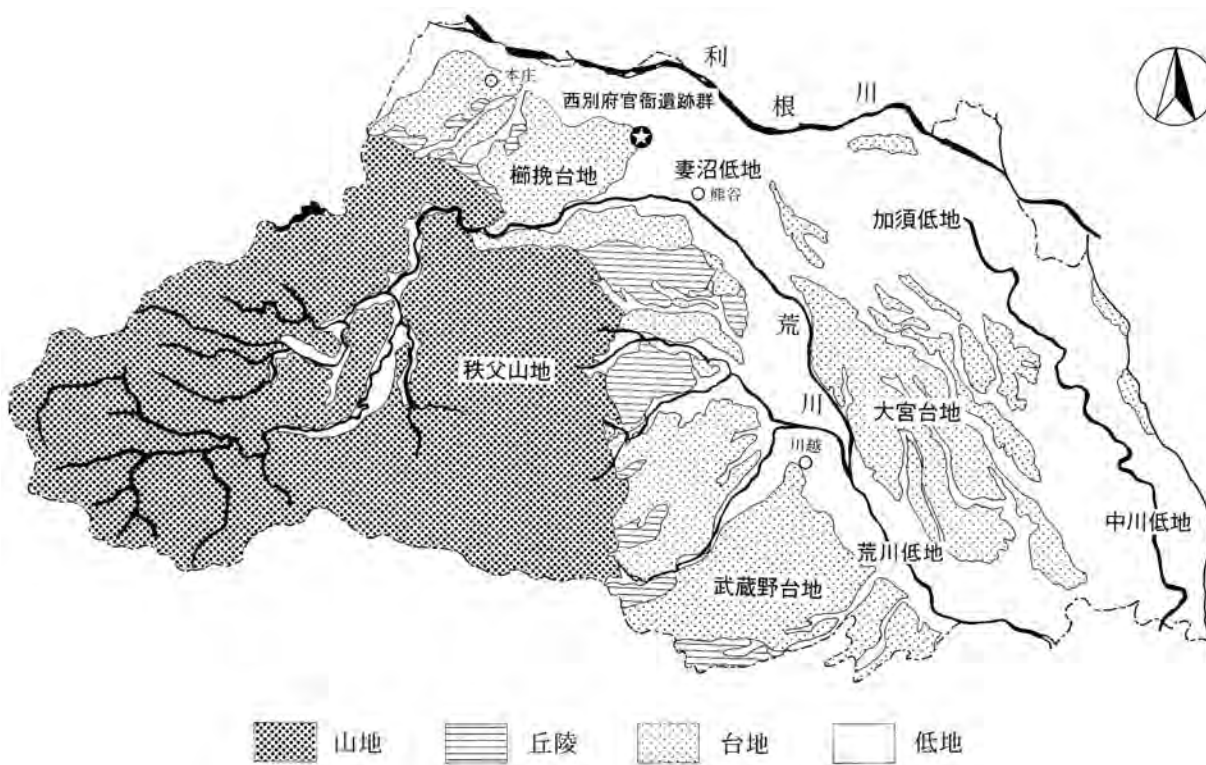 利根川
本庄
西別府官衙遺跡群
櫛挽台地
妻沼低地
熊谷
加須低地
荒川
秩父山地
大宮台地
川越
中川低地
荒川低地
武蔵野台地
山地
丘陵
台地
低地